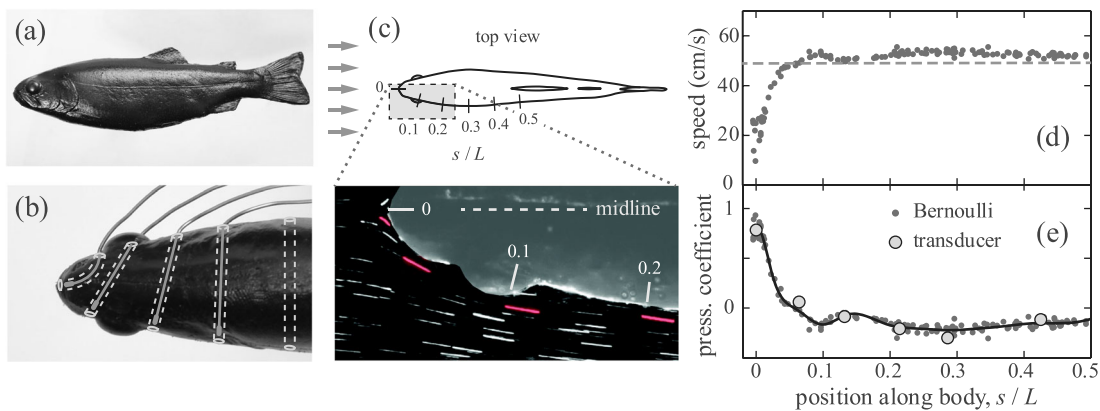 (a)
(b)
(c)
top view
0
0.1
0.2
0.3
0.4
0.5
s / L
0
midline
0.1
0.2
60
40
20
0
speed (cm/s)
(d)
1
0
press. coefficient
Bernoulli
transducer
(e)
0
0.1
0.2
0.3
0.4
0.5
position along body, s / L